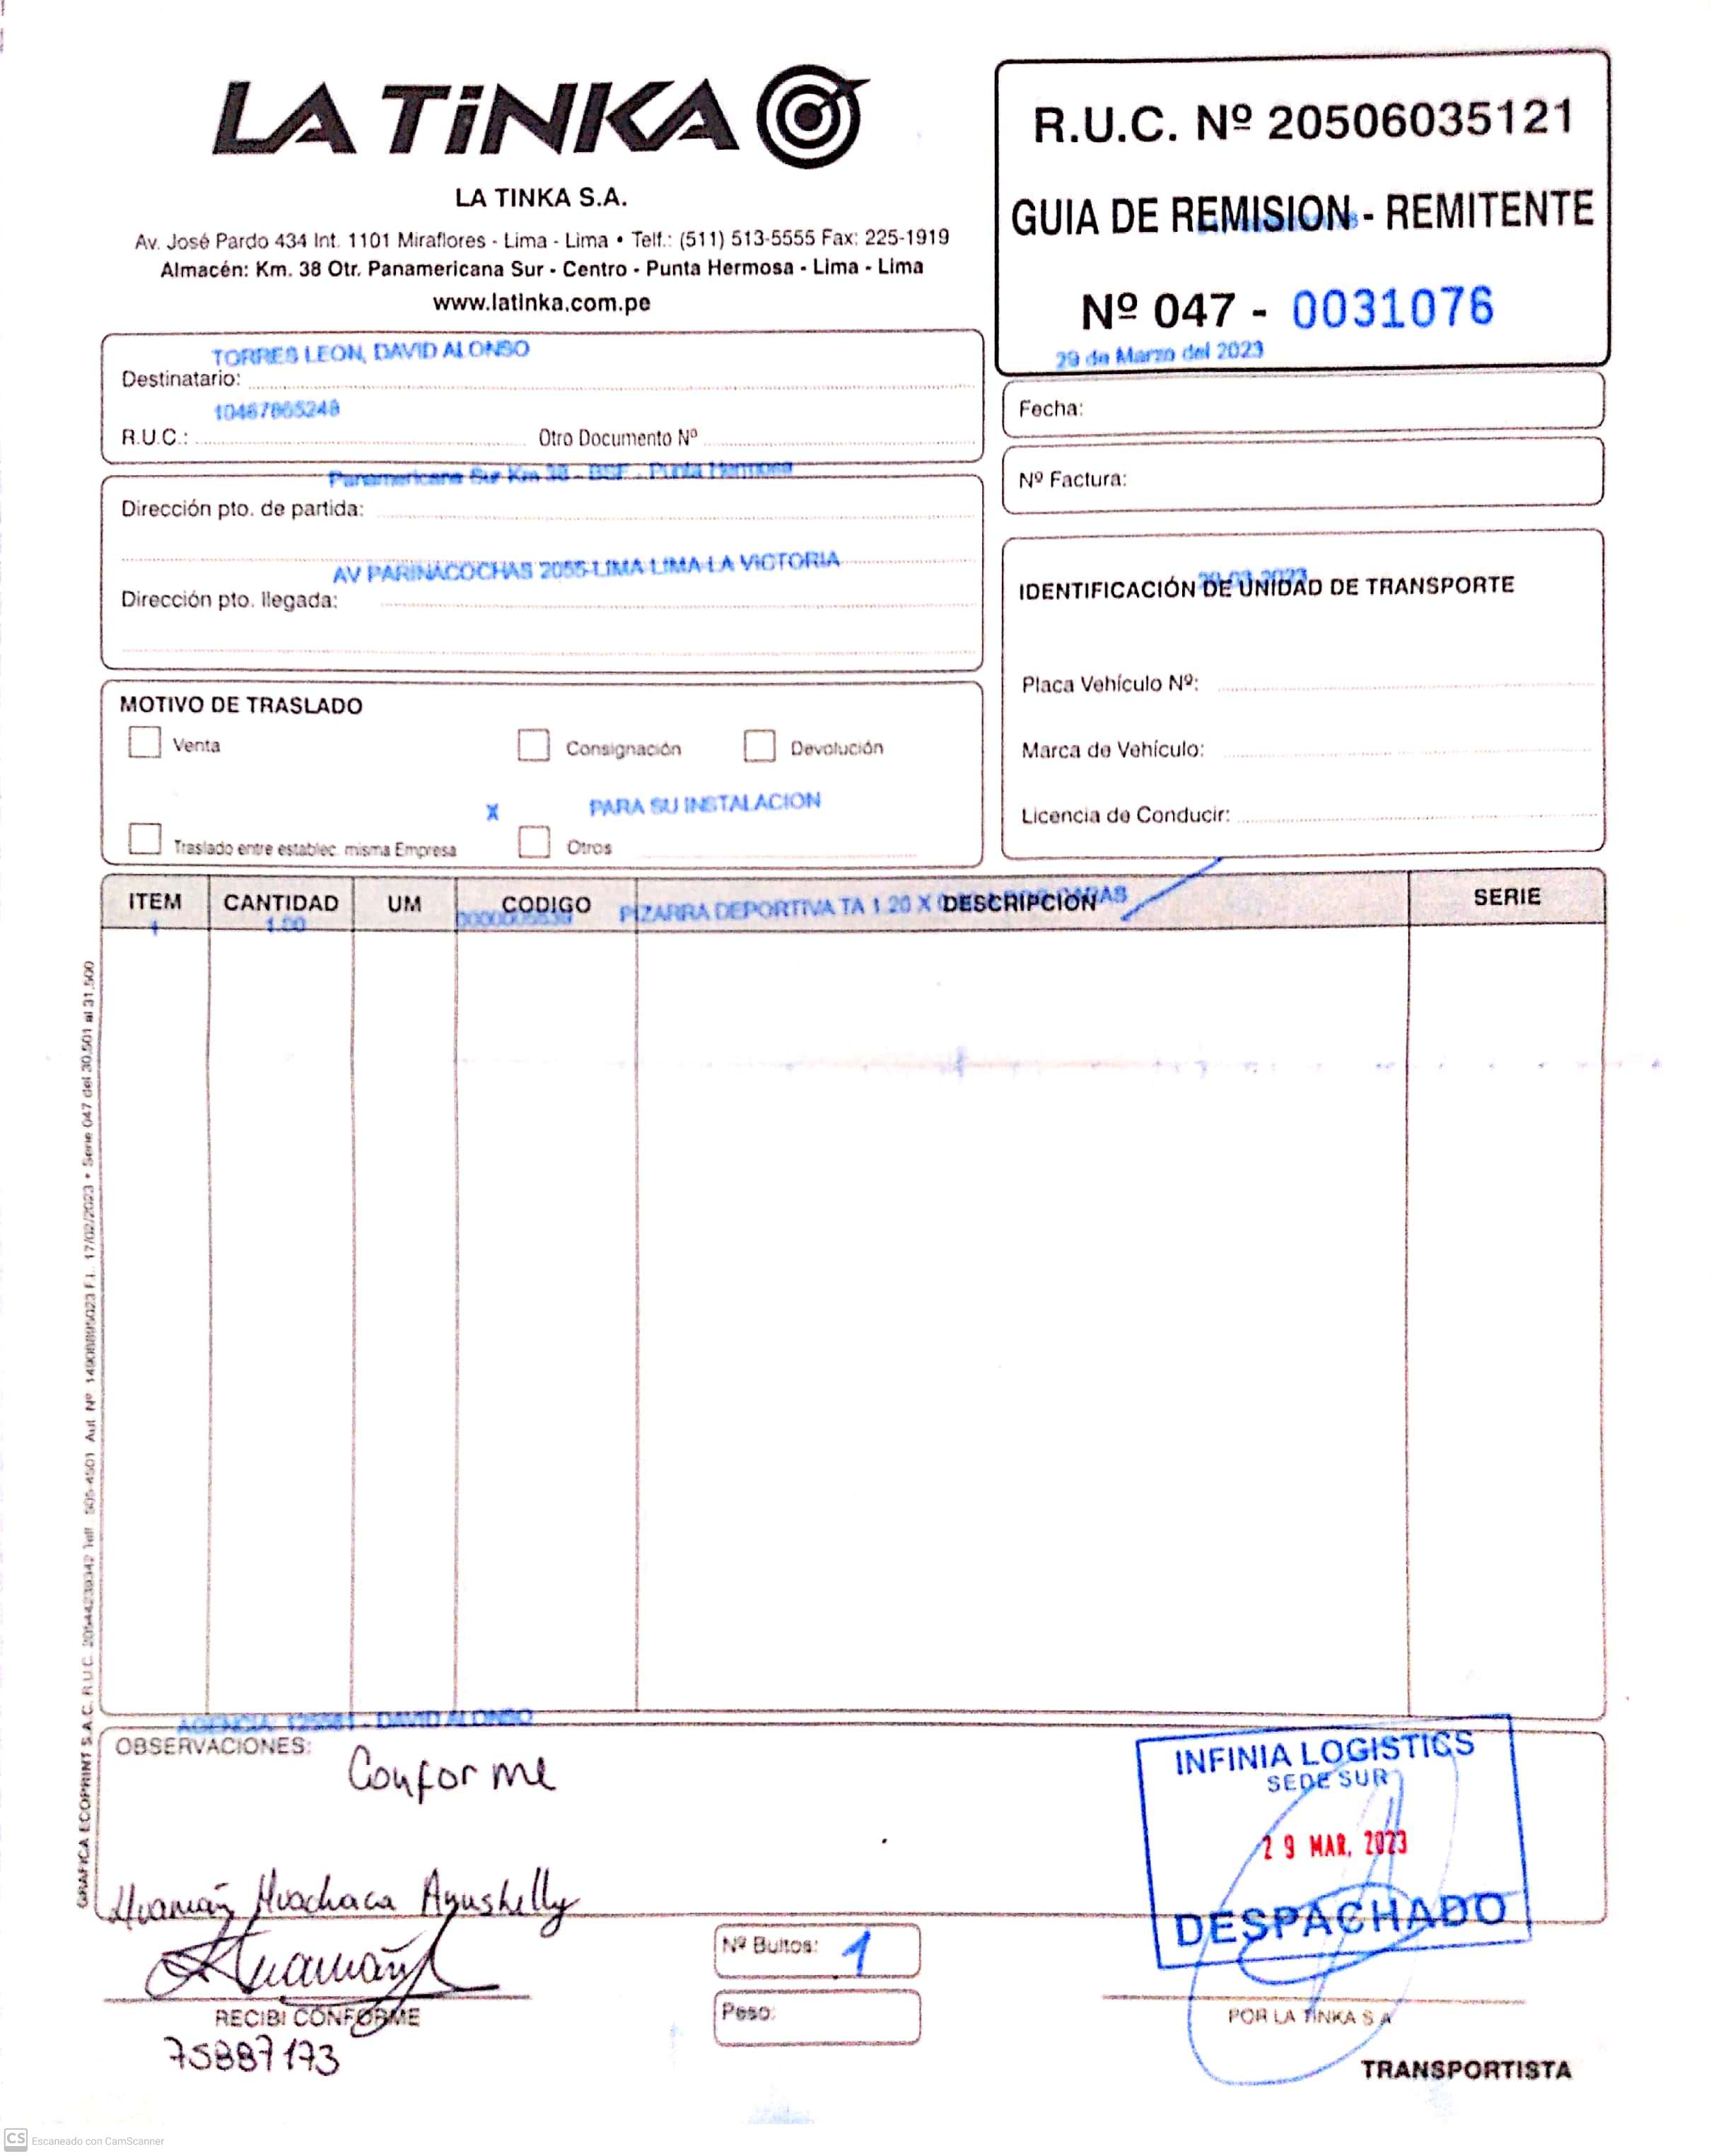 LA TiNKA
LA TINKA S.A.
Av. José Pardo 434 Int. 1101 Miraflores - Lima - Lima • Telf.: (511) 513-5555 Fax: 225-1919
Almacén: Km. 38 Otr. Panamericana Sur - Centro - Punta Hermosa - Lima - Lima
www.latinka.com.pe
R.U.C. Nº 20506035121
GUIA DE REMISION - REMITENTE
Nº 047 - 0031076
29 de Marzo del 2023
TORRES LEON, DAVID ALONSO
Destinatario:
10467865248
R.U.C.: Otro Documento Nº
Fecha:
Nº Factura:
Panamericana Sur Km 38 - BSF - Punta Hermosa
Dirección pto. de partida:
AV PARINACOCHAS 2055-LIMA-LIMA-LA VICTORIA
Dirección pto. llegada:
29-03-2023
IDENTIFICACIÓN DE UNIDAD DE TRANSPORTE
Placa Vehículo Nº:
Marca de Vehículo:
Licencia de Conducir:
MOTIVO DE TRASLADO
Venta Consignación Devolución
X PARA SU INSTALACION
Traslado entre establec. misma Empresa Otros
ITEM CANTIDAD UM CODIGO DESCRIPCION SERIE
1 1.00 PIZARRA DEPORTIVA TA 1.20 X CARAS
GRAFICA ECOPRINT S.A.C. R.U.C. 20544239342 Telf.: 505-4501 Aut. Nº 14908895023 F.I. 17/02/2023 • Serie 047 del 30,501 al 31,500
AGENCIA: - DAVID ALONSO
OBSERVACIONES:
Conforme
Huamán Huachaca Anushelly
Huamán
RECIBI CONFORME
75887173
Nº Bultos: 1
Peso:
INFINIA LOGISTICS
SEDE SUR
29 MAR. 2023
DESPACHADO
POR LA TINKA S.A
TRANSPORTISTA
CS Escaneado con CamScanner